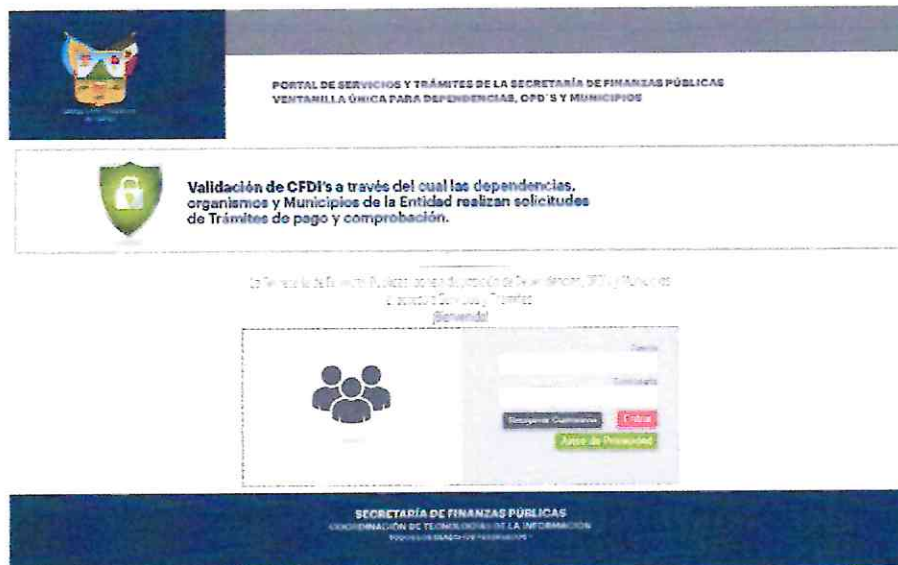 PORTAL DE SERVICIOS Y TRÁMITES DE LA SECRETARÍA DE FINANZAS PÚBLICAS
VENTANILLA ÚNICA PARA DEPENDENCIAS, OPD´S Y MUNICIPIOS
Validación de CFDI's a través del cual las dependencias,
organismos y Municipios de la Entidad realizan solicitudes
de Trámites de pago y comprobación.
¡Bienvenido!
Recuperar Contraseña
Entrar
Aviso de Privacidad
SECRETARÍA DE FINANZAS PÚBLICAS
COORDINACIÓN DE TECNOLOGÍAS DE LA INFORMACIÓN